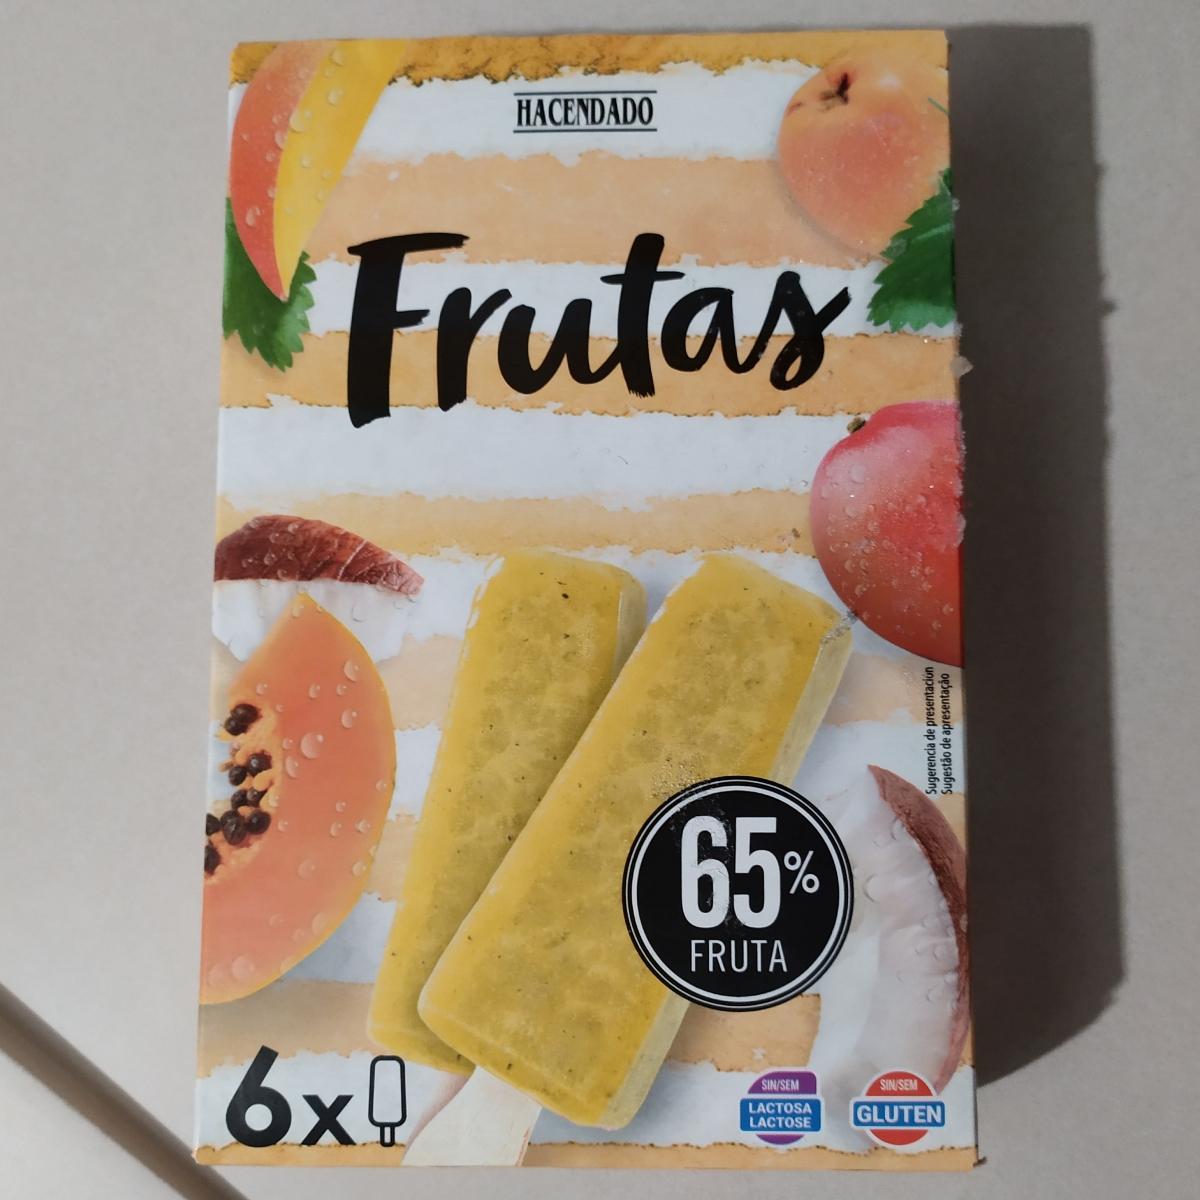 HACENDADO
Frutas
Sugerencia de presentación
Sugestão de apresentação
65%
FRUTA
6x
SIN/SEM
LACTOSA
LACTOSE
SIN/SEM
GLUTEN